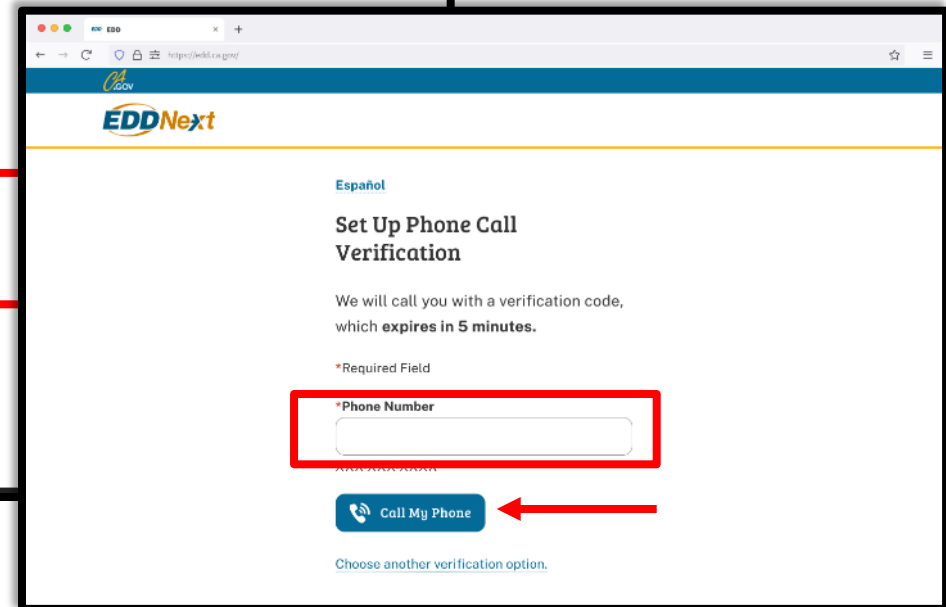 EDD EDD × +
https://edd.ca.gov/
CA.GOV
EDDNext
Español
Set Up Phone Call
Verification
We will call you with a verification code,
which expires in 5 minutes.
*Required Field
*Phone Number
XXX-XXX-XXXX
Call My Phone
Choose another verification option.